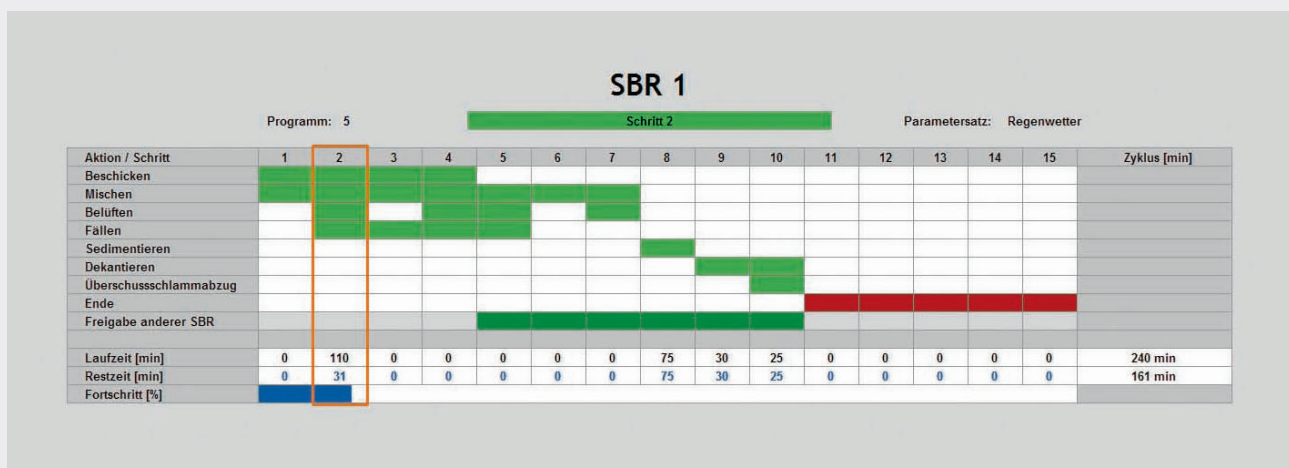 SBR 1
Programm: 5 Schritt 2 Parametersatz: Regenwetter
Aktion / Schritt 1 2 3 4 5 6 7 8 9 10 11 12 13 14 15 Zyklus [min]
Beschicken
Mischen
Belüften
Fällen
Sedimentieren
Dekantieren
Überschussschlammabzug
Ende
Freigabe anderer SBR
Laufzeit [min] 0 110 0 0 0 0 0 75 30 25 0 0 0 0 0 240 min
Restzeit [min] 0 31 0 0 0 0 0 75 30 25 0 0 0 0 0 161 min
Fortschritt [%]